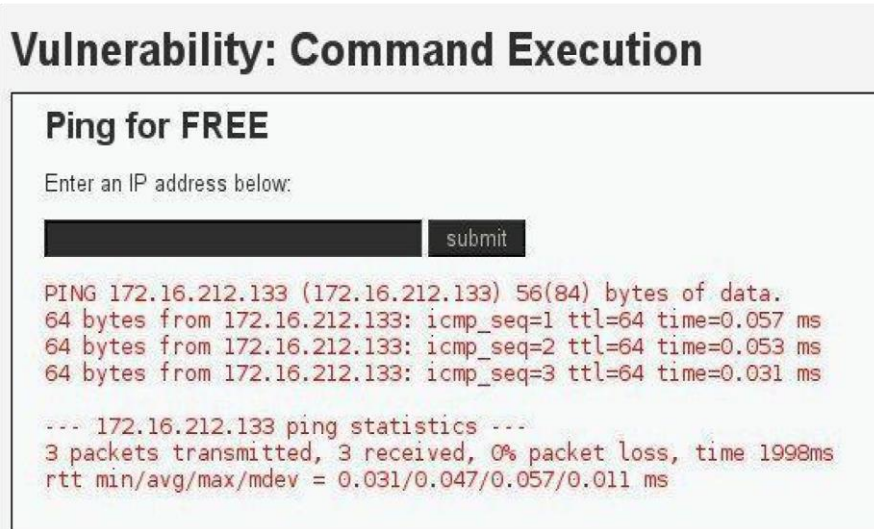 Vulnerability: Command Execution
Ping for FREE
Enter an IP address below:
submit
PING 172.16.212.133 (172.16.212.133) 56(84) bytes of data.
64 bytes from 172.16.212.133: icmp_seq=1 ttl=64 time=0.057 ms
64 bytes from 172.16.212.133: icmp_seq=2 ttl=64 time=0.053 ms
64 bytes from 172.16.212.133: icmp_seq=3 ttl=64 time=0.031 ms
--- 172.16.212.133 ping statistics ---
3 packets transmitted, 3 received, 0% packet loss, time 1998ms
rtt min/avg/max/mdev = 0.031/0.047/0.057/0.011 ms